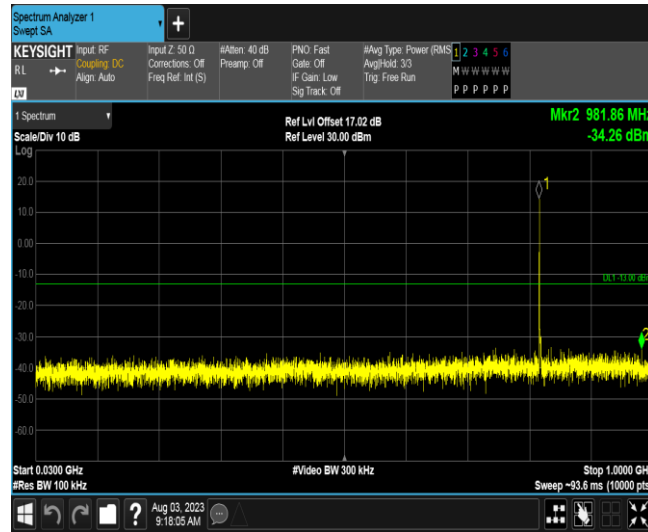 Spectrum Analyzer 1
Swept SA
KEYSIGHT
RL
LXI
Input: RF
Coupling: DC
Align: Auto
Input Z: 50 Ω
Corrections: Off
Freq Ref: Int (S)
#Atten: 40 dB
Preamp: Off
PNO: Fast
Gate: Off
IF Gain: Low
Sig Track: Off
#Avg Type: Power (RMS
Avg|Hold: 3/3
Trig: Free Run
1 2 3 4 5 6
M W W W W W
P P P P P P
1 Spectrum
Scale/Div 10 dB
Log
Ref Lvl Offset 17.02 dB
Ref Level 30.00 dBm
Mkr2 981.86 MHz
-34.26 dBm
1
20.0
0.00
-10.0
DL1 -13.00 dBm
-20.0
-30.0
2
-40.0
-50.0
-60.0
Start 0.0300 GHz
#Res BW 100 kHz
#Video BW 300 kHz
Stop 1.0000 GH
Sweep ~93.6 ms (10000 pts
?
Aug 03, 2023
9:18:05 AM